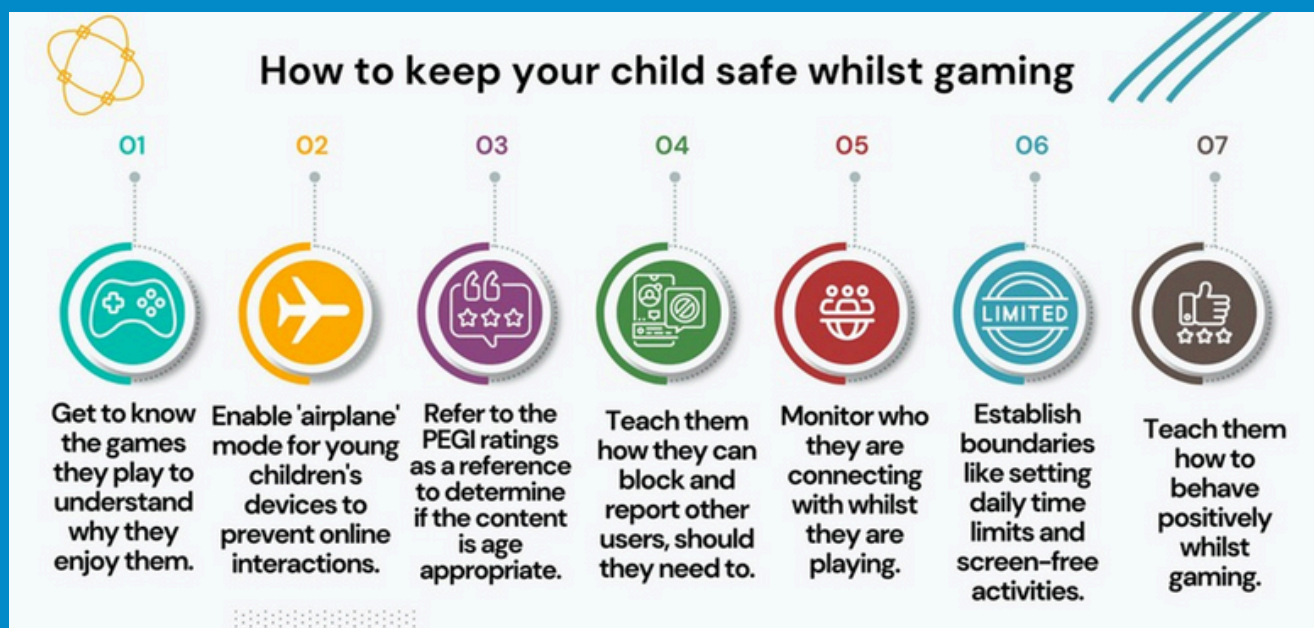 How to keep your child safe whilst gaming
01
Get to know
the games
they play to
understand
why they
enjoy them.
02
Enable 'airplane'
mode for young
children's
devices to
prevent online
interactions.
03
Refer to the
PEGI ratings
as a reference
to determine
if the content
is age
appropriate.
04
Teach them
how they can
block and
report other
users, should
they need to.
05
Monitor who
they are
connecting
with whilst
they are
playing.
06
LIMITED
Establish
boundaries
like setting
daily time
limits and
screen-free
activities.
07
Teach them
how to
behave
positively
whilst
gaming.